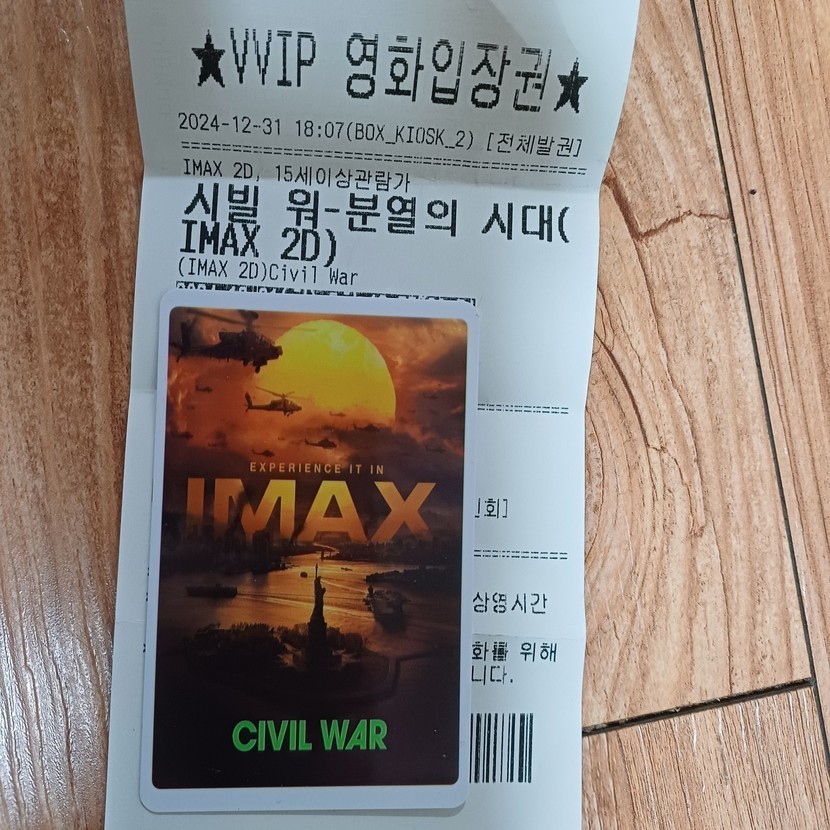 ★VVIP 영화입장권★
2024-12-31 18:07(BOX_KIOSK_2) [전체발권]
IMAX 2D, 15세이상관람가
시빌 워-분열의 시대(
IMAX 2D)
(IMAX 2D)Civil War
EXPERIENCE IT IN
IMAX
회]
상영시간
화를 위해
니다.
CIVIL WAR